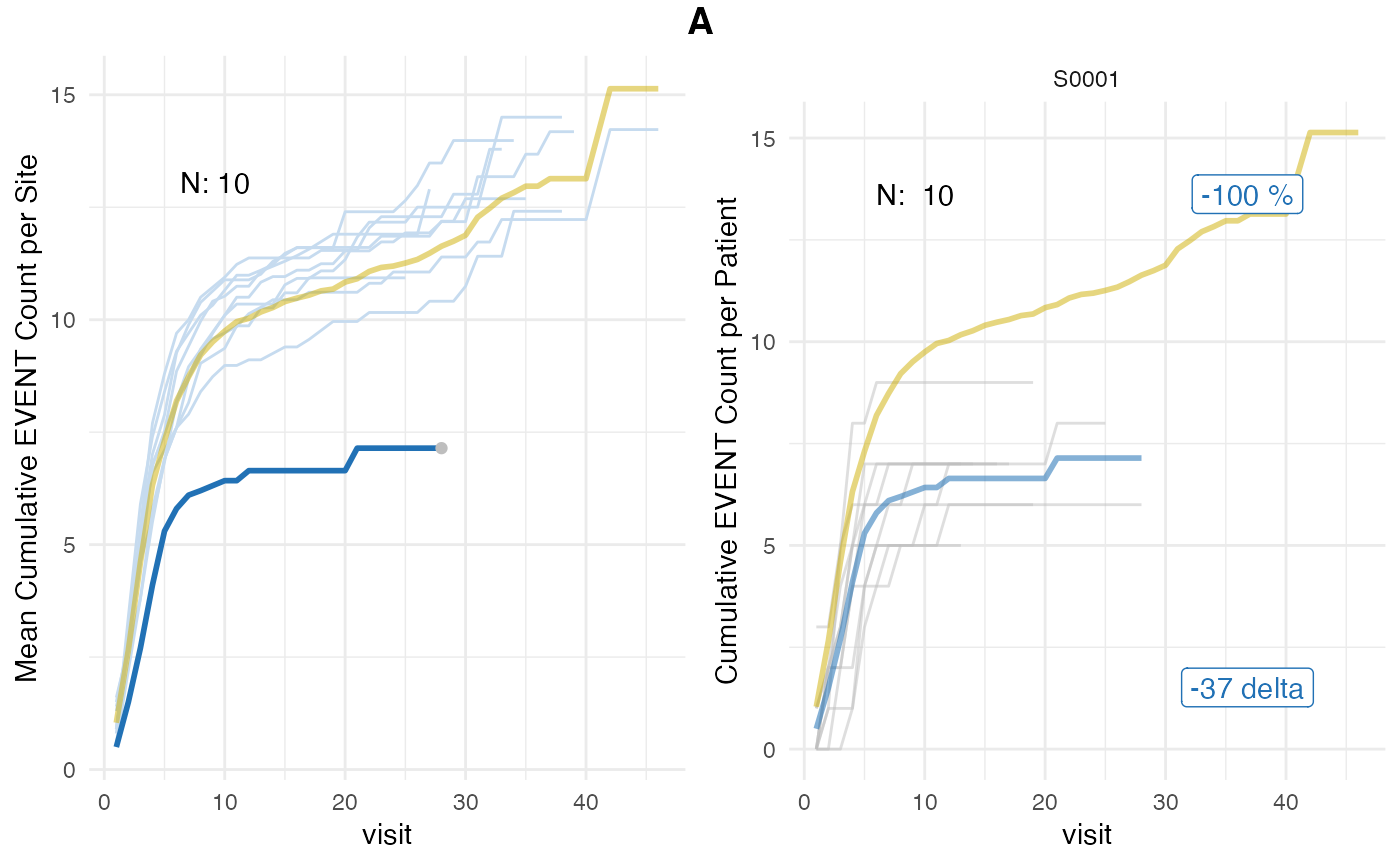 A
Mean Cumulative EVENT Count per Site
15
10
5
0
N: 10
0 10 20 30 40
visit
S0001
Cumulative EVENT Count per Patient
15
10
5
0
N:  10
-100 %
-37 delta
0 10 20 30 40
visit